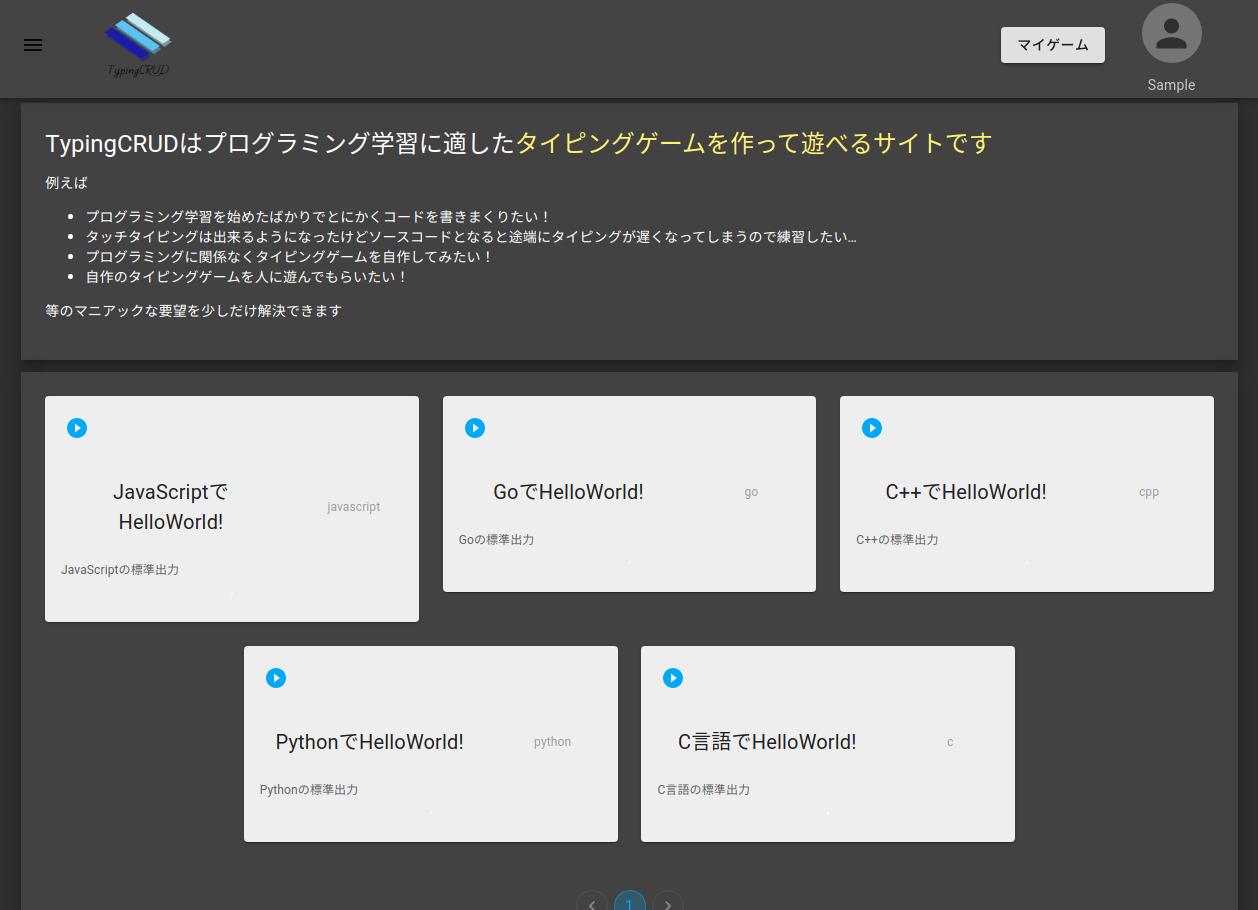 TypingCRUD
マイゲーム
Sample
TypingCRUDはプログラミング学習に適したタイピングゲームを作って遊べるサイトです
例えば
プログラミング学習を始めたばかりでとにかくコードを書きまくりたい！
タッチタイピングは出来るようになったけどソースコードとなると途端にタイピングが遅くなってしまうので練習したい…
プログラミングに関係なくタイピングゲームを自作してみたい！
自作のタイピングゲームを人に遊んでもらいたい！
等のマニアックな要望を少しだけ解決できます
JavaScriptで
HelloWorld!
javascript
JavaScriptの標準出力
GoでHelloWorld!
go
Goの標準出力
C++でHelloWorld!
cpp
C++の標準出力
PythonでHelloWorld!
python
Pythonの標準出力
C言語でHelloWorld!
c
C言語の標準出力
1